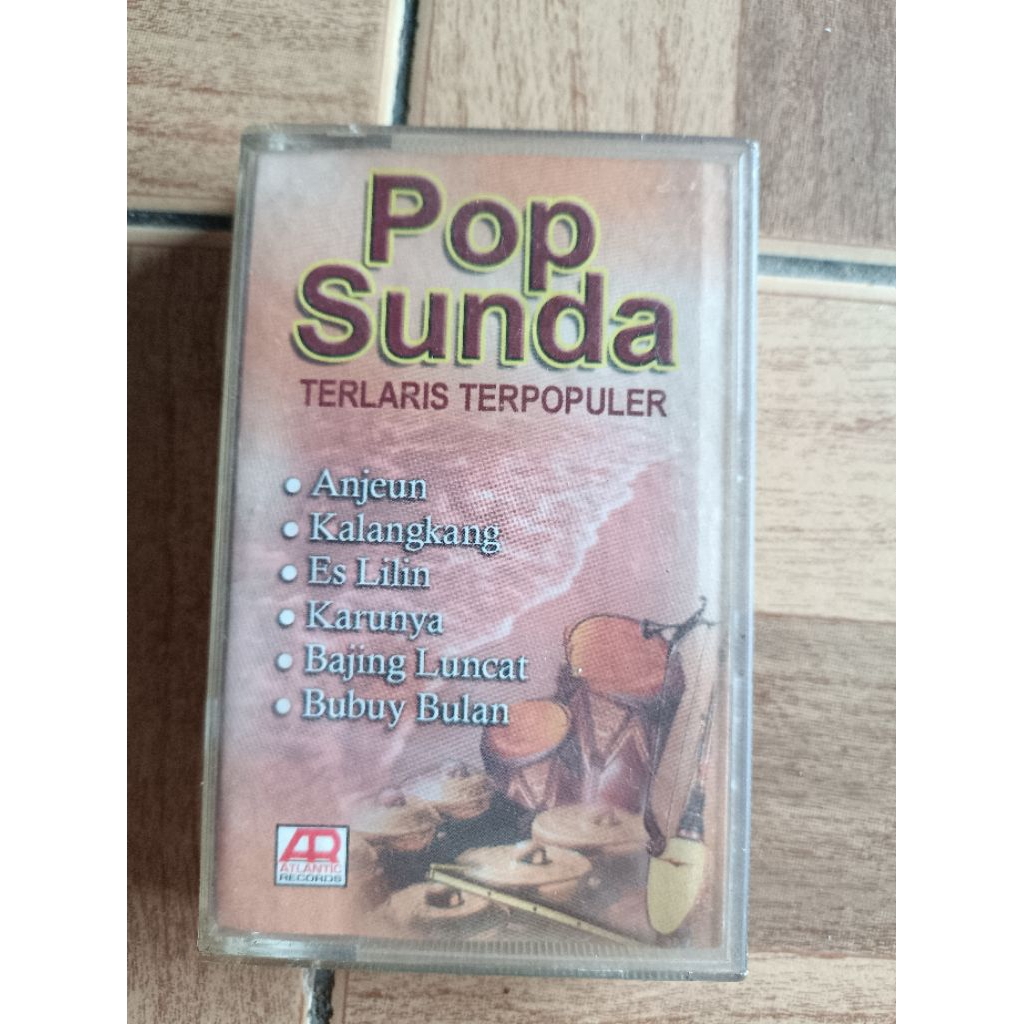 Pop
Sunda
TERLARIS TERPOPULER
• Anjeun
• Kalangkang
• Es Lilin
• Karunya
• Bajing Luncat
• Bubuy Bulan
AR
ATLANTIC
RECORDS